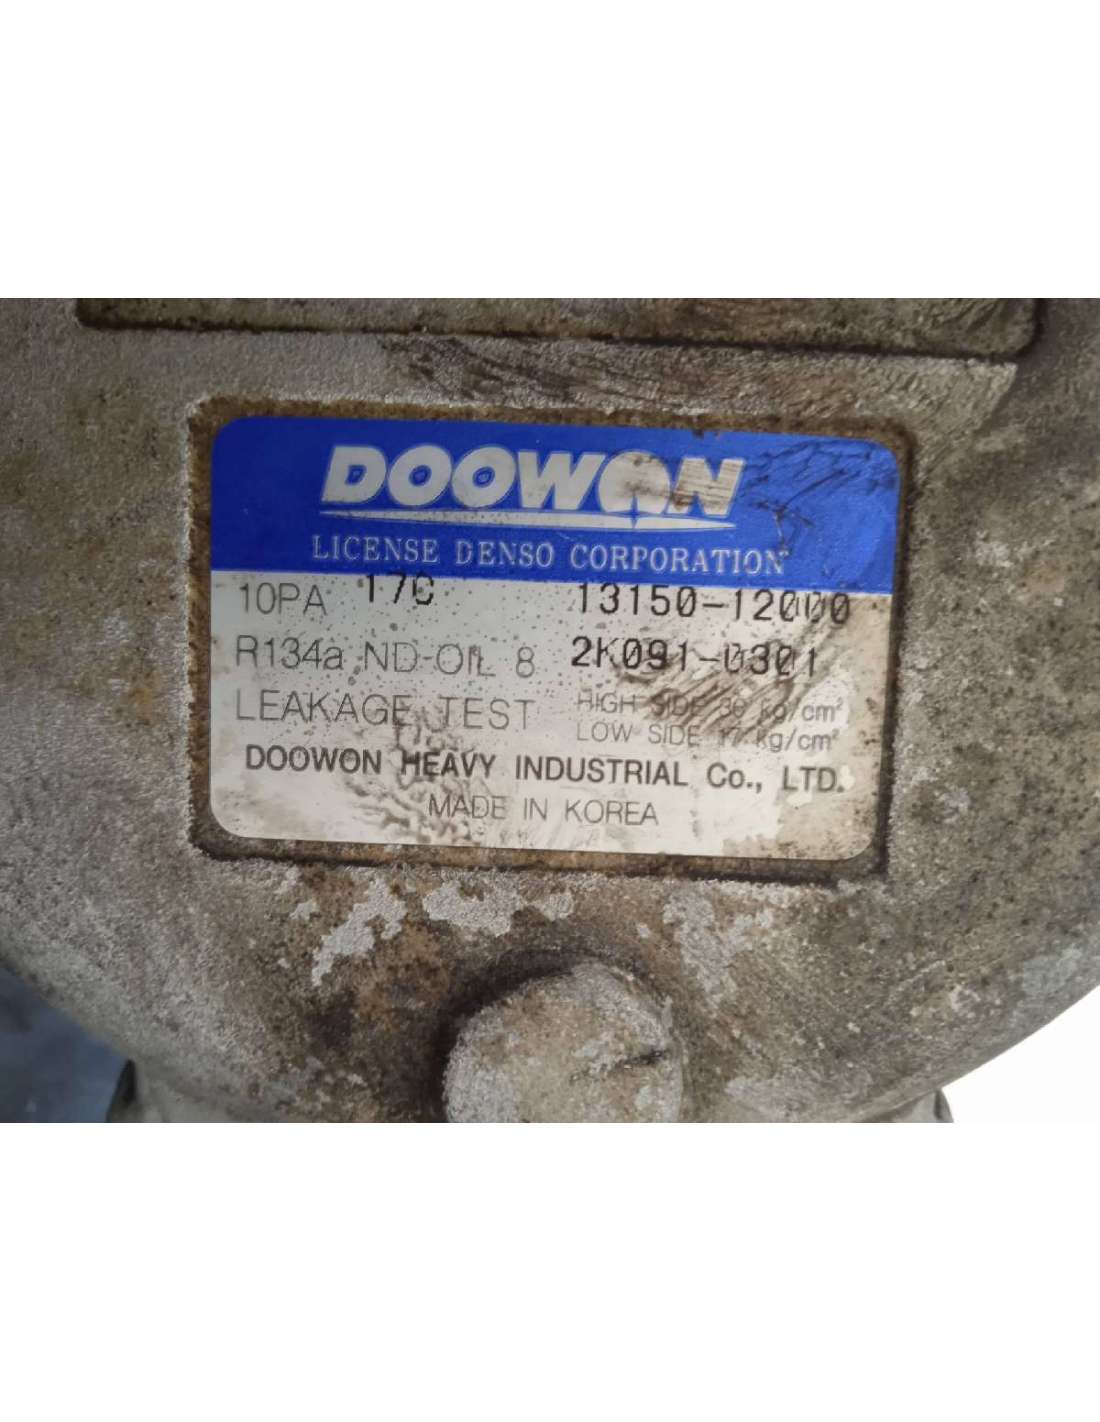 DOOWON
LICENSE DENSO CORPORATION
10PA 17C 13150-12000
R134a ND-OIL 8 2K091-0301
LEAKAGE TEST HIGH SIDE 30 kg/cm²
LOW SIDE 17 kg/cm²
DOOWON HEAVY INDUSTRIAL Co., LTD.
MADE IN KOREA